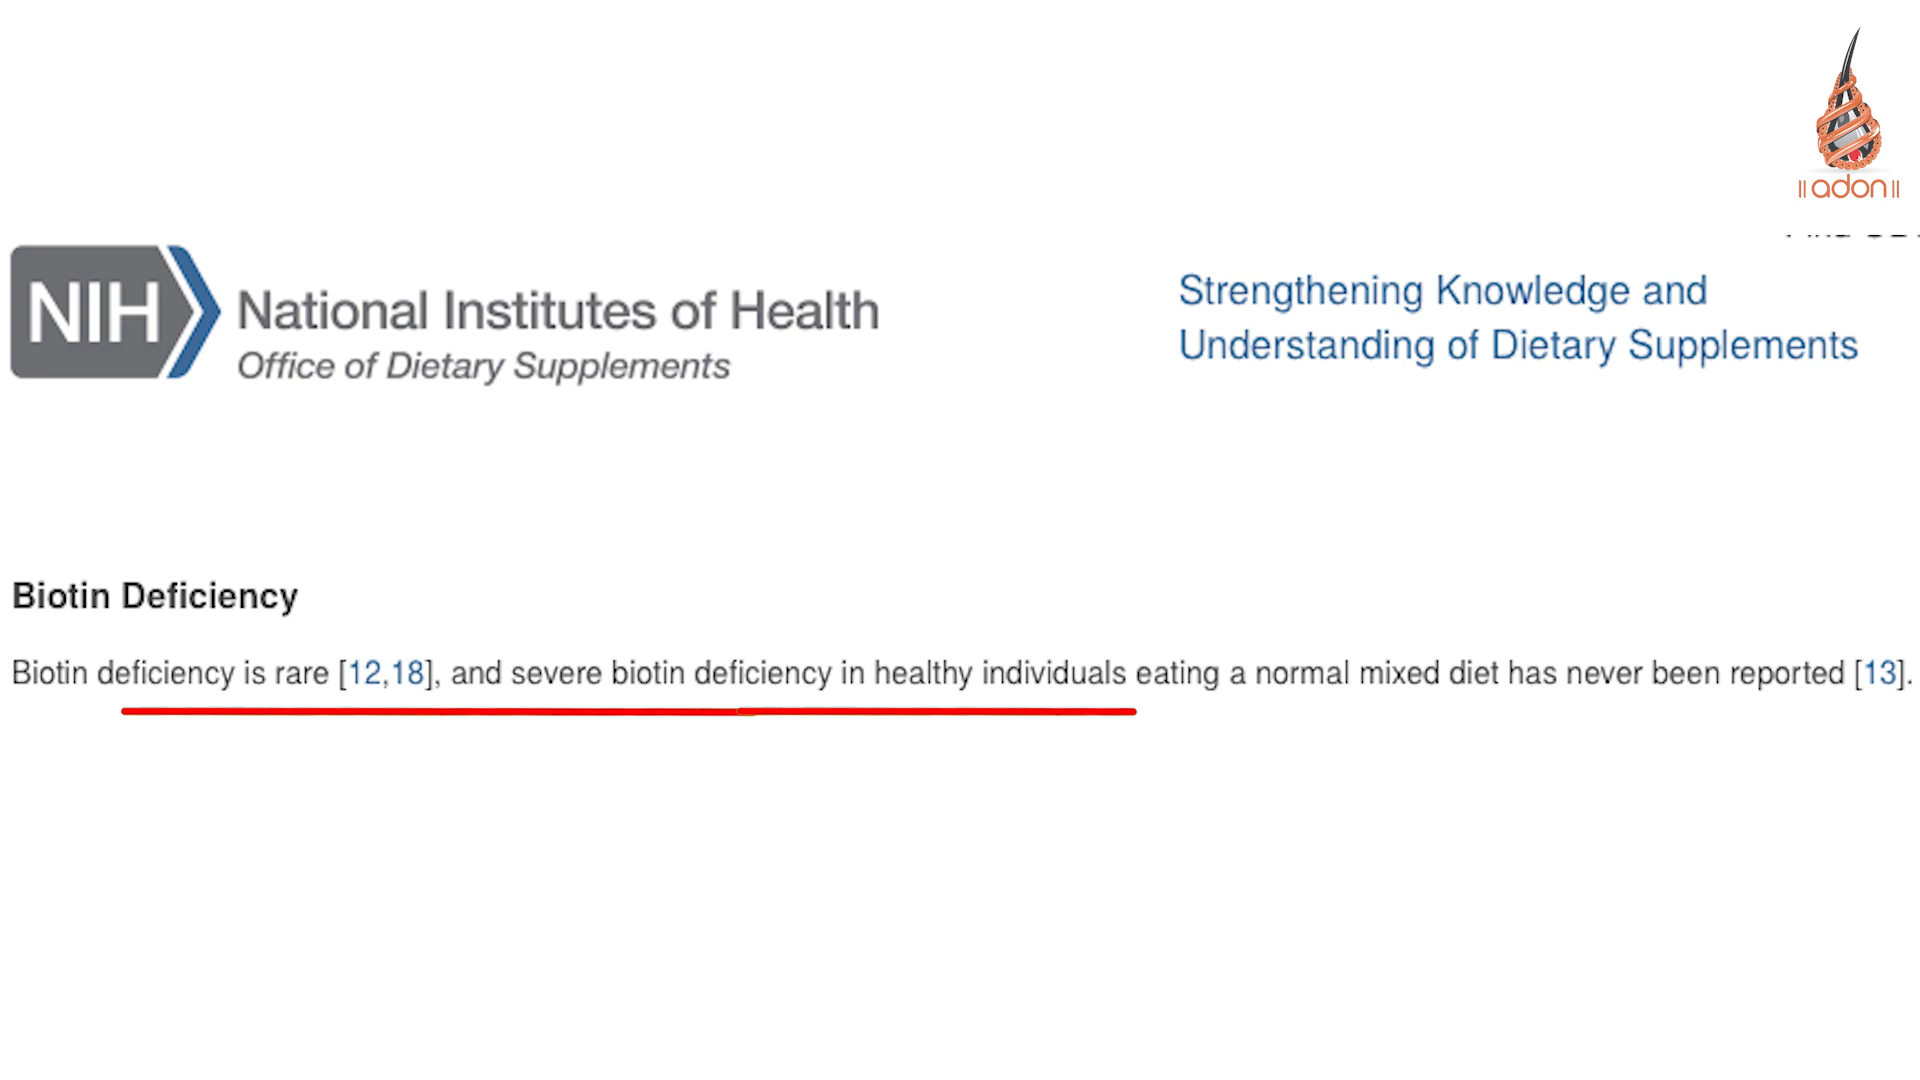 || adon ||
NIH
National Institutes of Health
Office of Dietary Supplements
Strengthening Knowledge and
Understanding of Dietary Supplements
Biotin Deficiency
Biotin deficiency is rare [12,18], and severe biotin deficiency in healthy individuals eating a normal mixed diet has never been reported [13].